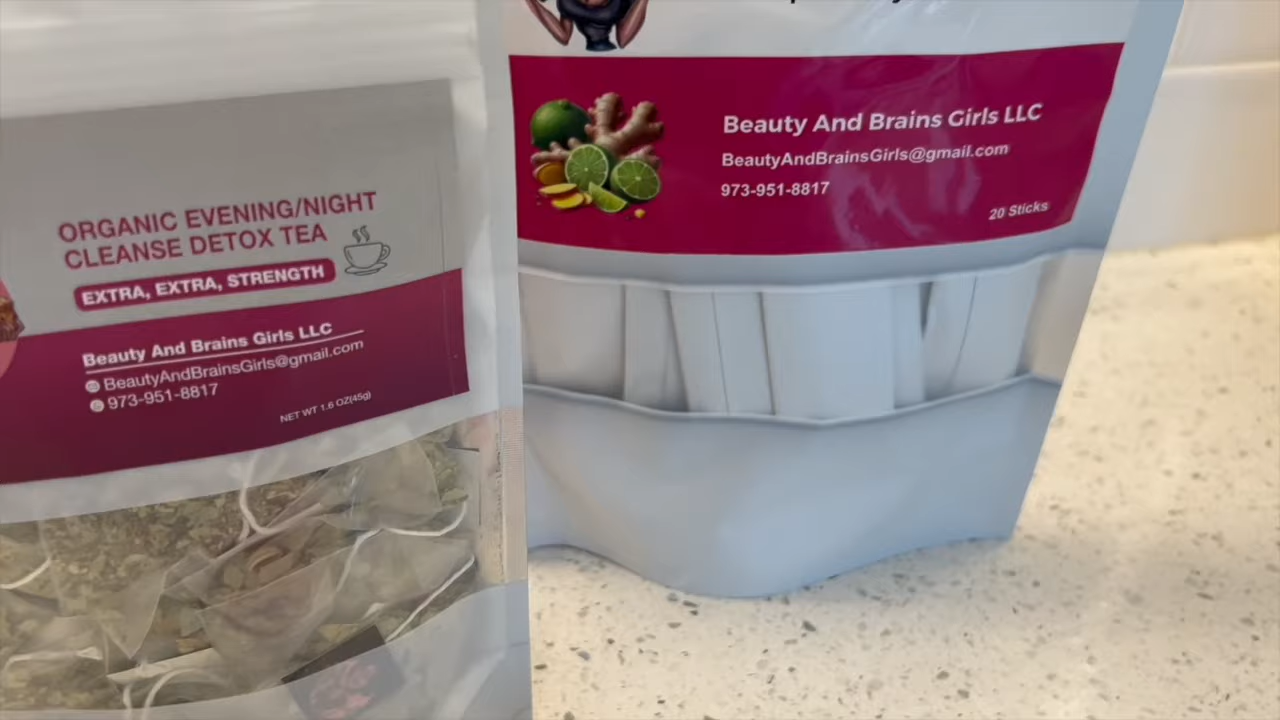 ORGANIC EVENING/NIGHT
CLEANSE DETOX TEA
EXTRA, EXTRA, STRENGTH
Beauty And Brains Girls LLC
BeautyAndBrainsGirls@gmail.com
973-951-8817
NET WT 1.6 OZ(45g)
Beauty And Brains Girls LLC
BeautyAndBrainsGirls@gmail.com
973-951-8817
20 Sticks